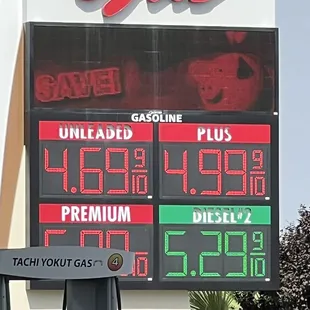 SAVE!
GASOLINE
UNLEADED PLUS
4.69 9/10 4.99 9/10
PREMIUM DIESEL#2
5.29 9/10
TACHI YOKUT GAS 4